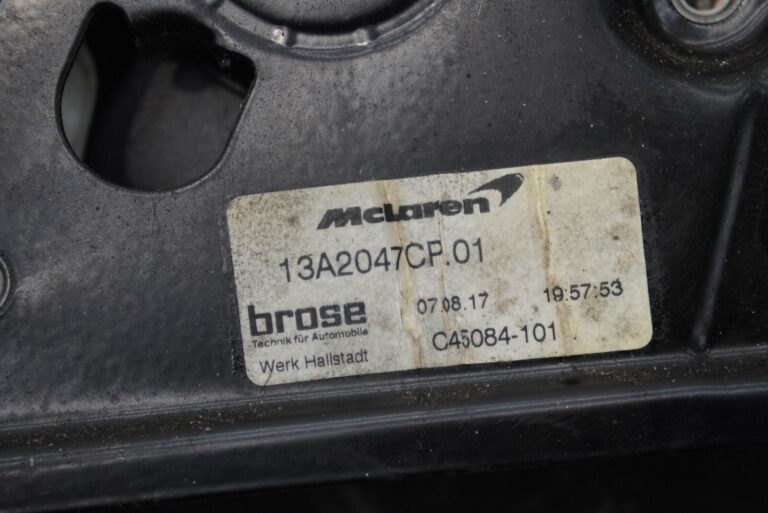 McLaren
13A2047CP.01
brose
Technik für Automobile
Werk Hallstadt
07.08.17 19:57:53
C45084-101